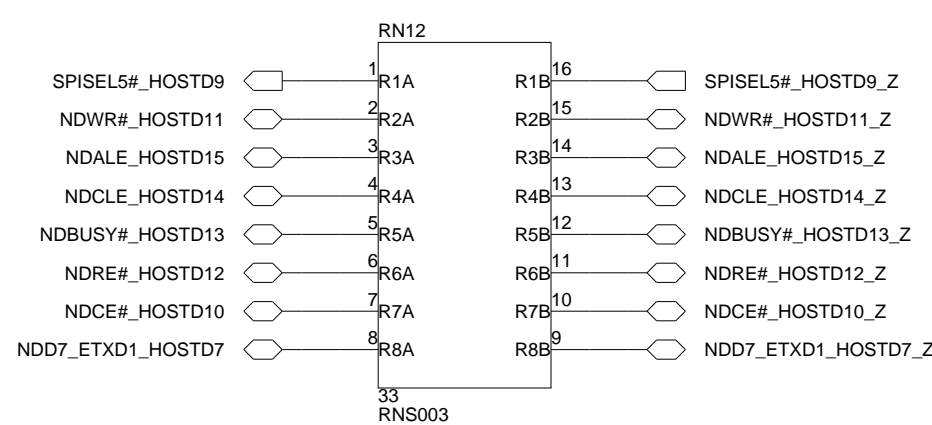 RN12
SPISEL5#_HOSTD9 1 R1A R1B 16 SPISEL5#_HOSTD9_Z
NDWR#_HOSTD11 2 R2A R2B 15 NDWR#_HOSTD11_Z
NDALE_HOSTD15 3 R3A R3B 14 NDALE_HOSTD15_Z
NDCLE_HOSTD14 4 R4A R4B 13 NDCLE_HOSTD14_Z
NDBUSY#_HOSTD13 5 R5A R5B 12 NDBUSY#_HOSTD13_Z
NDRE#_HOSTD12 6 R6A R6B 11 NDRE#_HOSTD12_Z
NDCE#_HOSTD10 7 R7A R7B 10 NDCE#_HOSTD10_Z
NDD7_ETXD1_HOSTD7 8 R8A R8B 9 NDD7_ETXD1_HOSTD7_Z
33
RNS003